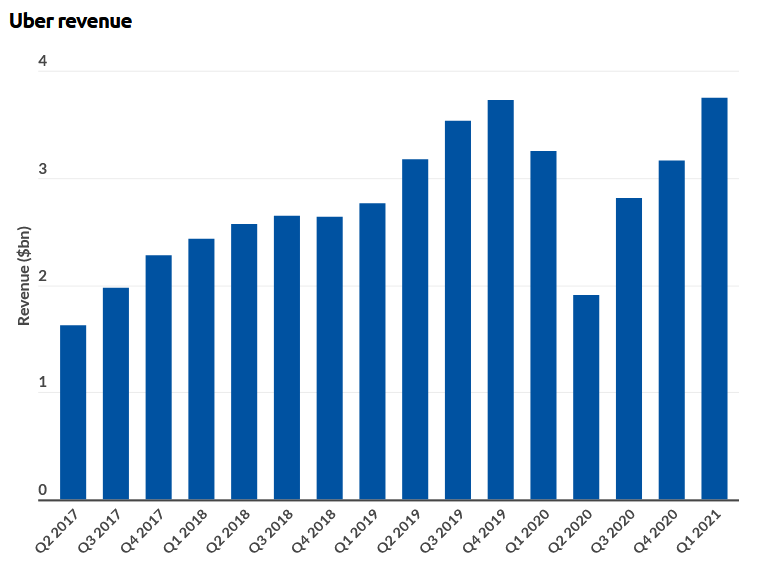 Uber revenue
4
3
2
1
0
Revenue ($bn)
Q2 2017
Q3 2017
Q4 2017
Q1 2018
Q2 2018
Q3 2018
Q4 2018
Q1 2019
Q2 2019
Q3 2019
Q4 2019
Q1 2020
Q2 2020
Q3 2020
Q4 2020
Q1 2021